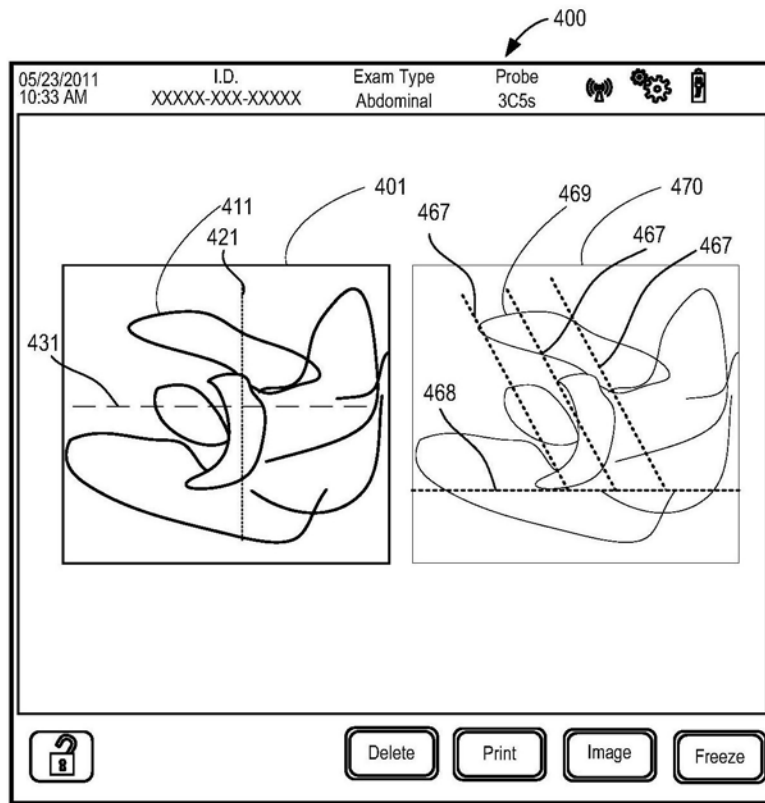 400
05/23/2011 I.D. Exam Type Probe
10:33 AM XXXXX-XXX-XXXXX Abdominal 3C5s
411 401 467 469 470
421 467 467
431
468
Delete Print Image Freeze